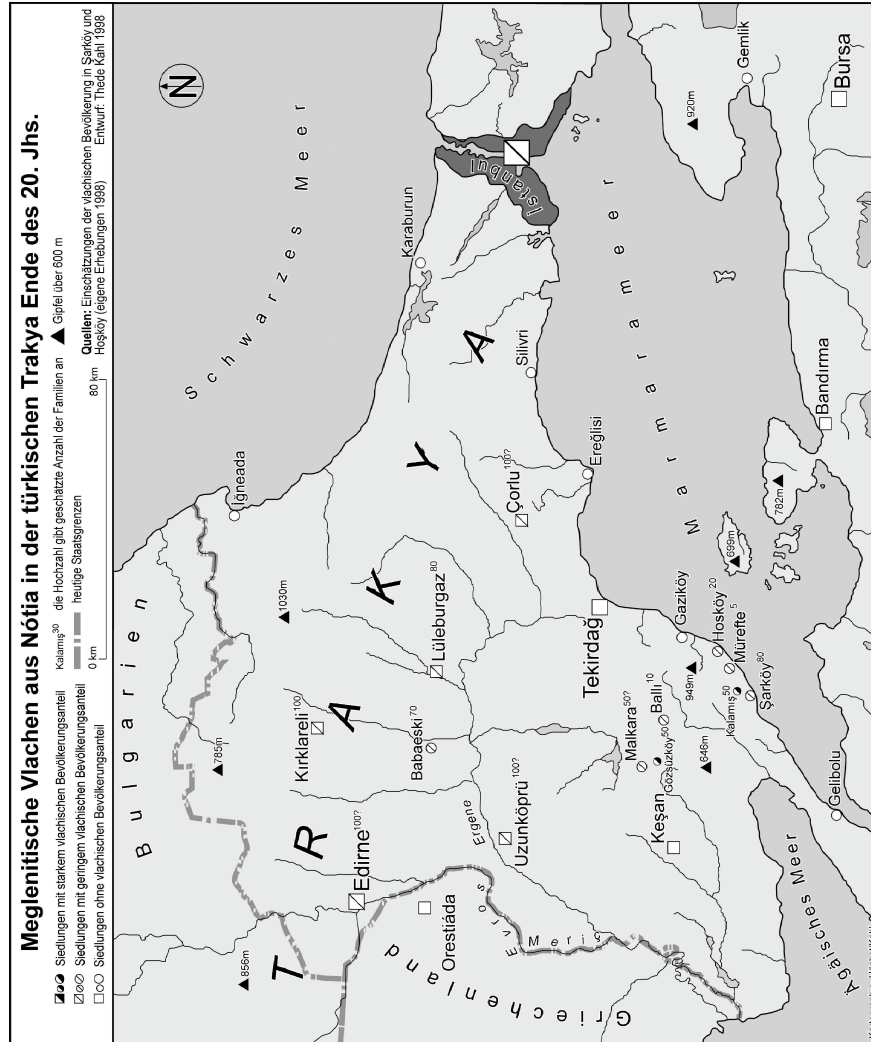 Meglenitische Vlachen aus Nótia in der türkischen Trakya Ende des 20. Jhs.
Siedlungen mit starkem vlachischen Bevölkerungsanteil
Siedlungen mit geringem vlachischen Bevölkerungsanteil
Siedlungen ohne vlachischen Bevölkerungsanteil
Kalamış30 die Hochzahl gibt geschätzte Anzahl der Familien an
heutige Staatsgrenzen
0 km 80 km
Gipfel über 600 m
Quellen: Einschätzungen der vlachischen Bevölkerung in Şarköy und
Hoşköy (eigene Erhebungen 1998) Entwurf: Thede Kahl 1998
N
Schwarzes Meer
Bulgarien
Griechenland
TRAKYA
Marmarameer
Ägäisches Meer
856m
785m
1030m
İğneada
Karaburun
İstanbul
Kırklareli100
Edirne100?
Orestiáda
Babaeski70
Lüleburgaz80
Ergene
Uzunköprü100?
Evros
Meriç
Çorlu100?
Silivri
Ereğlisi
Tekirdağ
Malkara50?
Gözsüzköy50
Ballı10
Keşan
646m
949m
Gaziköy
Hosköy20
Mürefte5
Kalamış50
Şarköy80
Gelibolu
699m
782m
Bandırma
920m
Gemlik
Bursa